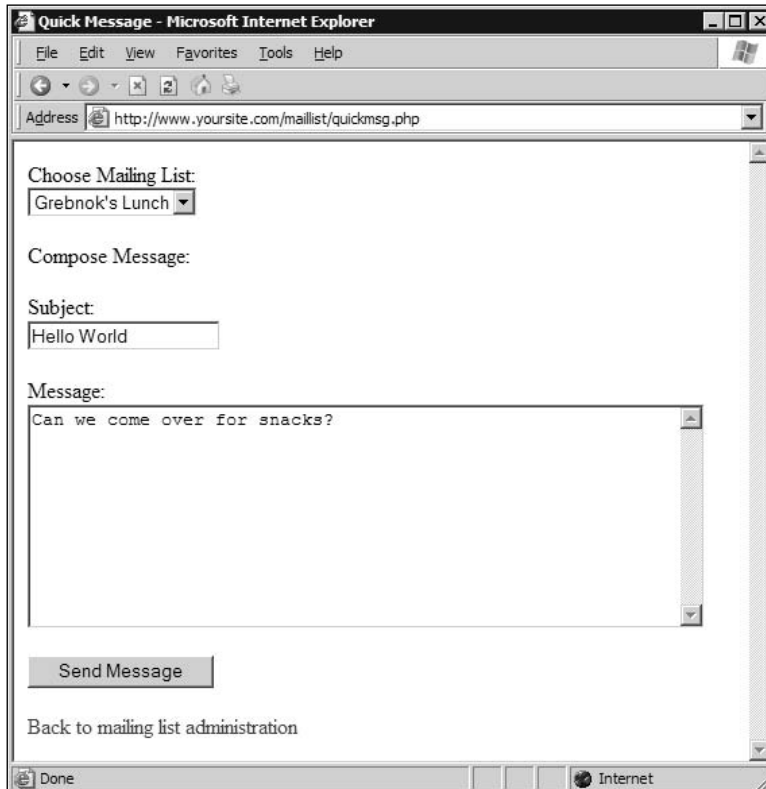 Quick Message - Microsoft Internet Explorer
File Edit View Favorites Tools Help
Address http://www.yoursite.com/maillist/quickmsg.php
Choose Mailing List:
Grebnok's Lunch
Compose Message:
Subject:
Hello World
Message:
Can we come over for snacks?
Send Message
Back to mailing list administration
Done Internet